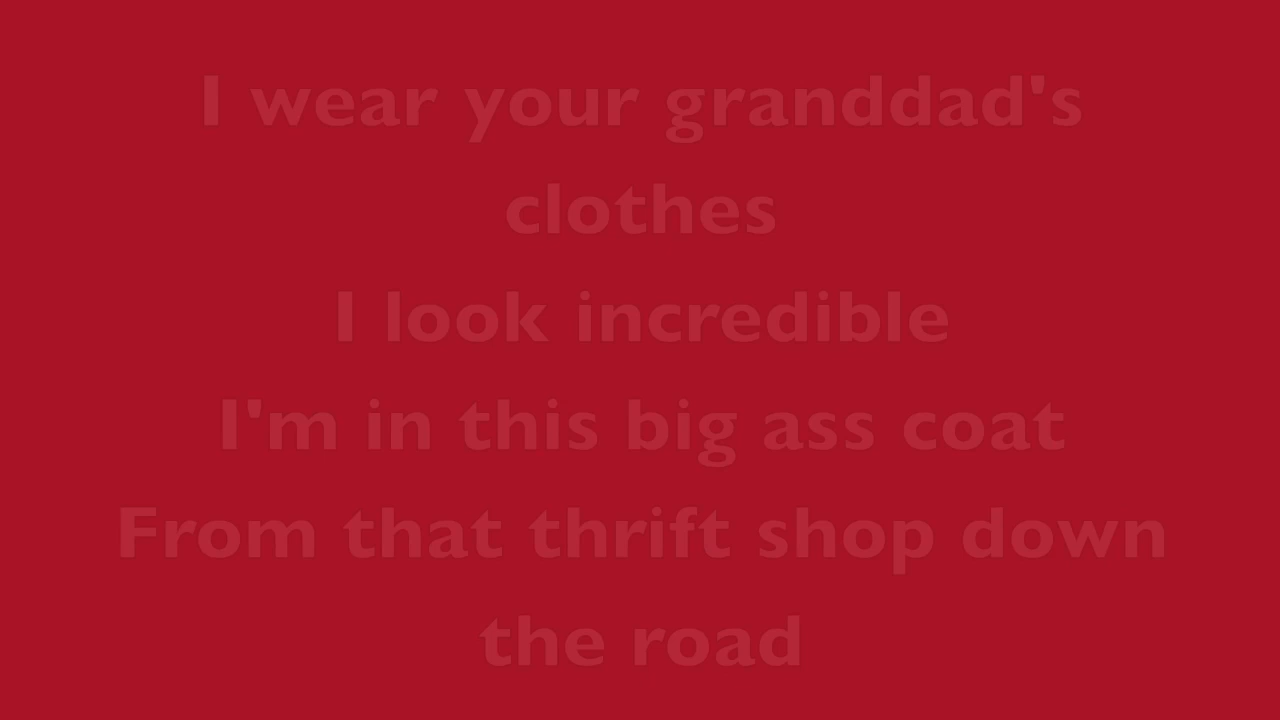 I wear your granddad's
clothes
I look incredible
I'm in this big ass coat
From that thrift shop down
the road